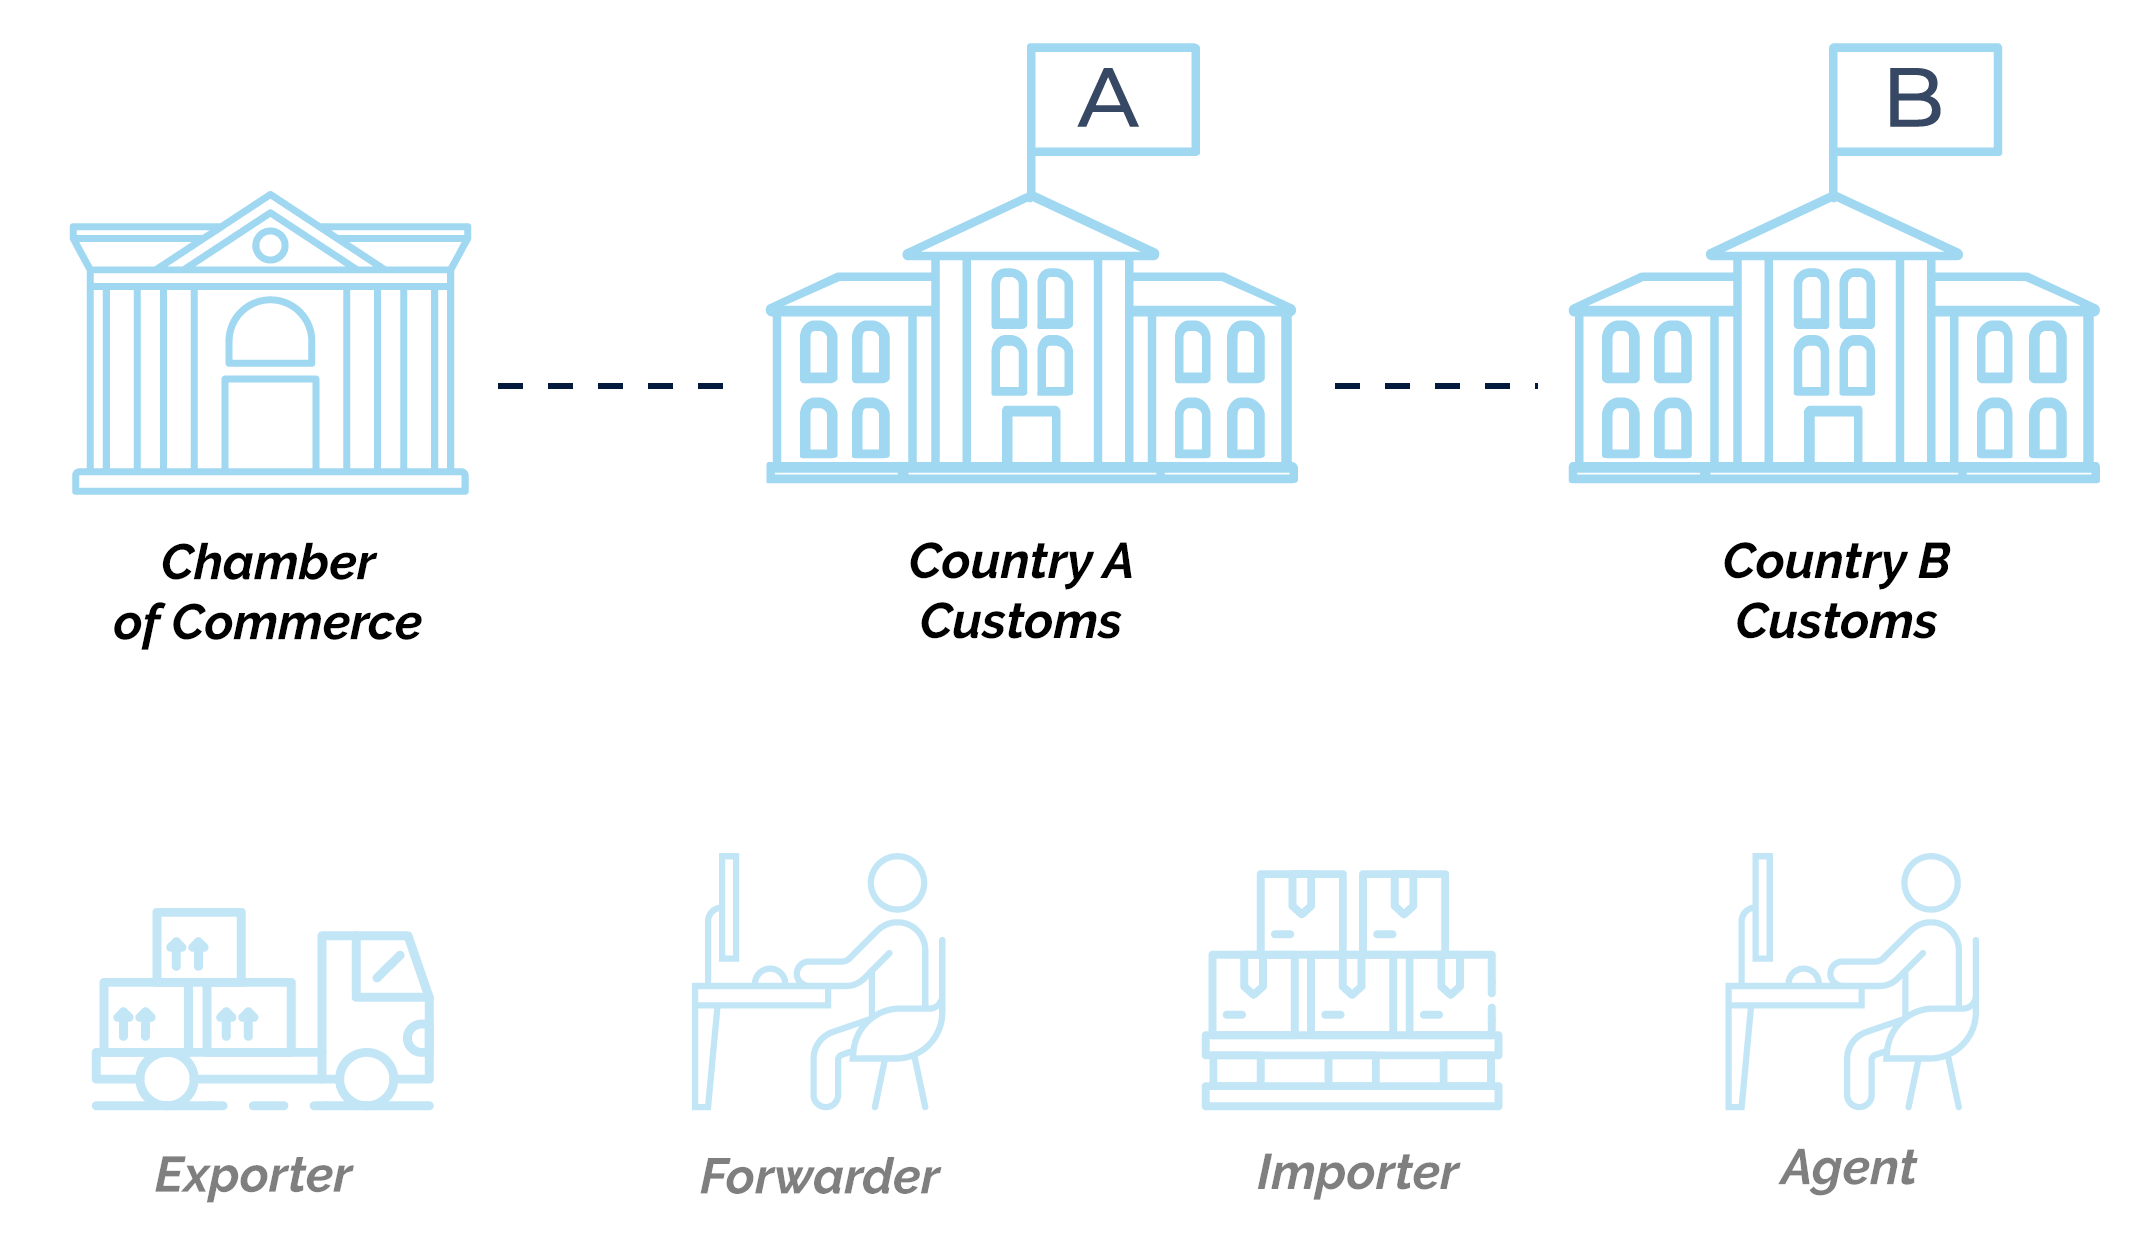 A
B
Chamber
of Commerce
Country A
Customs
Country B
Customs
Exporter
Forwarder
Importer
Agent